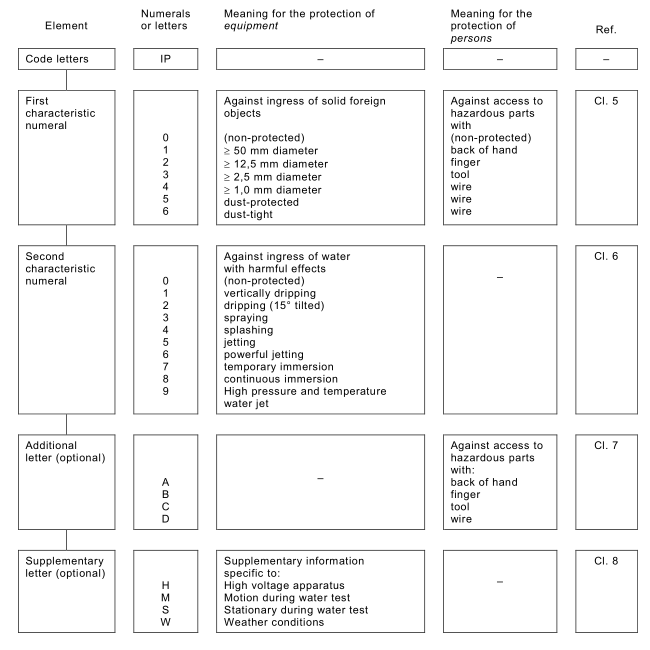 Element
Numerals
or letters
Meaning for the protection of
equipment
Meaning for the
protection of
persons
Ref.
Code letters
IP
–
–
–
First
characteristic
numeral
0
1
2
3
4
5
6
Against ingress of solid foreign
objects
(non-protected)
≥ 50 mm diameter
≥ 12,5 mm diameter
≥ 2,5 mm diameter
≥ 1,0 mm diameter
dust-protected
dust-tight
Against access to
hazardous parts
with
(non-protected)
back of hand
finger
tool
wire
wire
wire
Cl. 5
Second
characteristic
numeral
0
1
2
3
4
5
6
7
8
9
Against ingress of water
with harmful effects
(non-protected)
vertically dripping
dripping (15° tilted)
spraying
splashing
jetting
powerful jetting
temporary immersion
continuous immersion
High pressure and temperature
water jet
–
Cl. 6
Additional
letter (optional)
A
B
C
D
–
Against access to
hazardous parts
with:
back of hand
finger
tool
wire
Cl. 7
Supplementary
letter (optional)
H
M
S
W
Supplementary information
specific to:
High voltage apparatus
Motion during water test
Stationary during water test
Weather conditions
–
Cl. 8